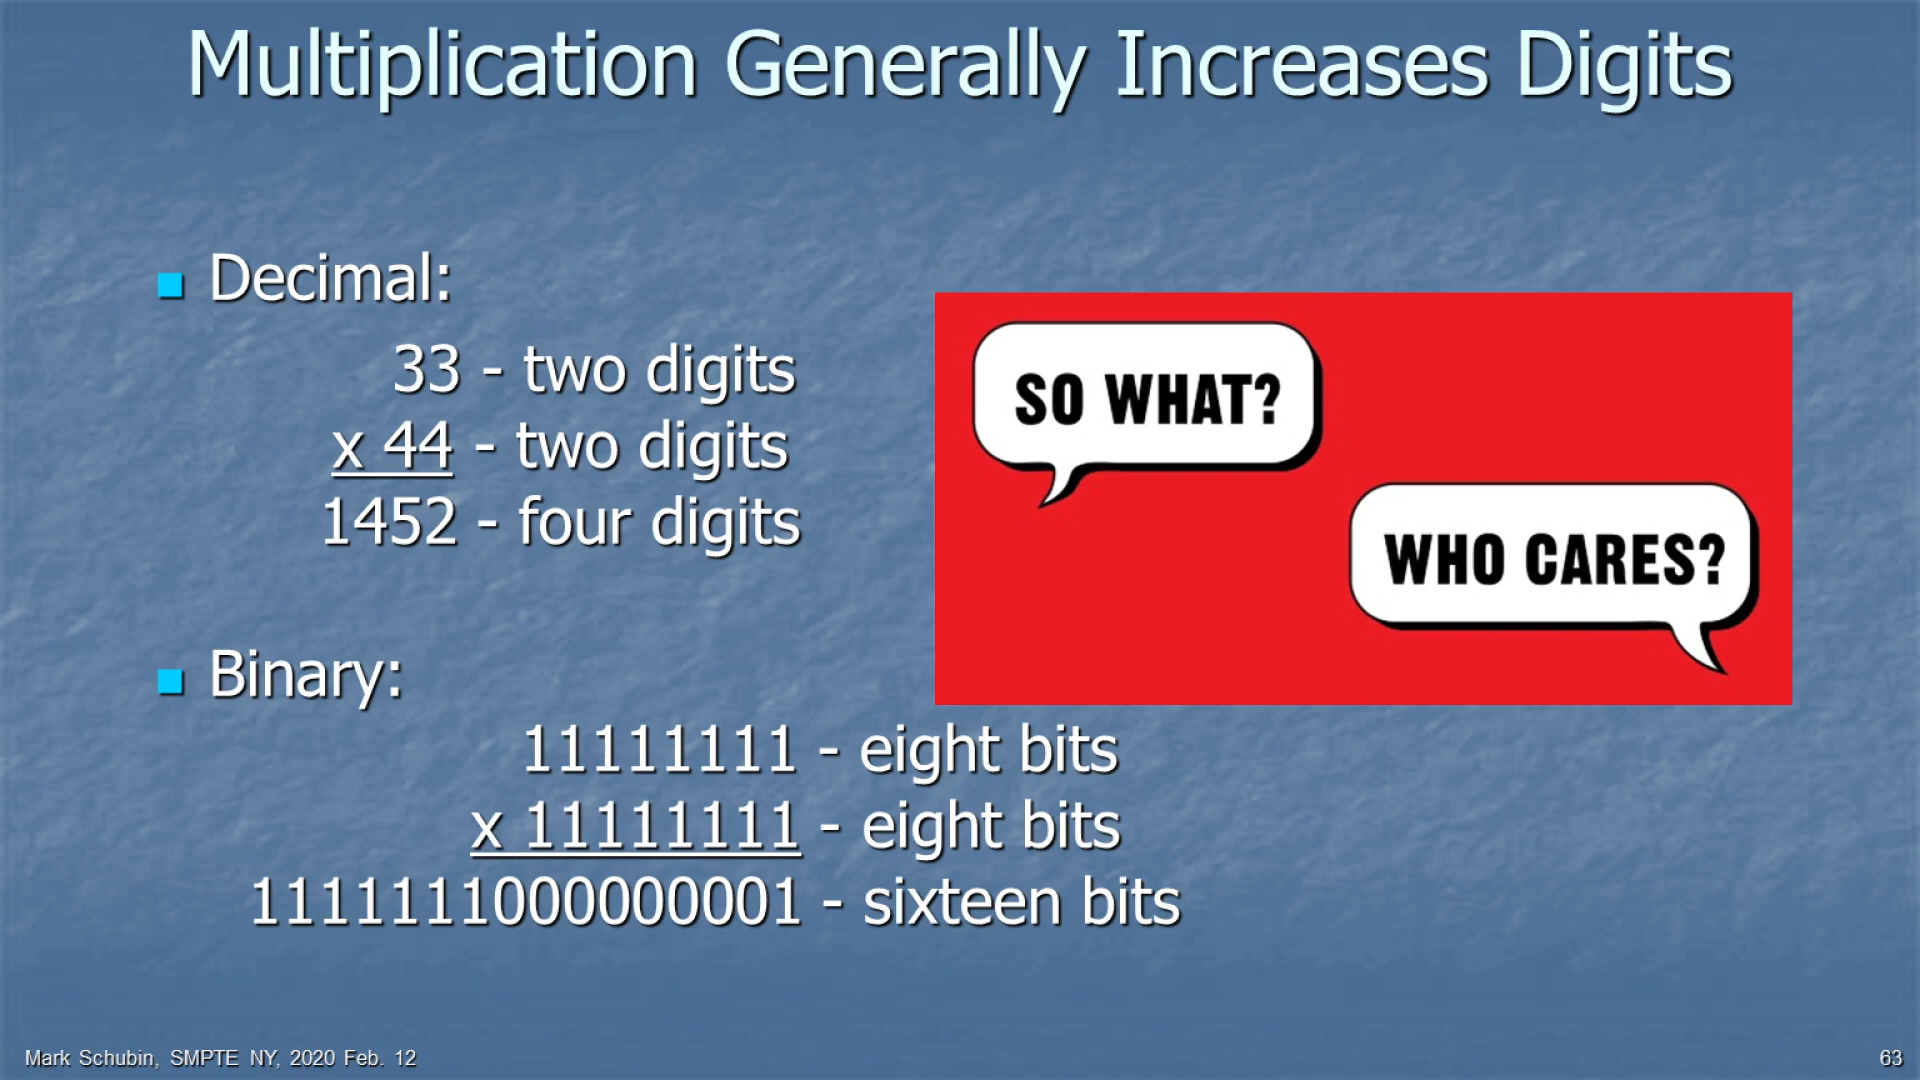 Multiplication Generally Increases Digits
Decimal:
33 - two digits
x 44 - two digits
1452 - four digits
SO WHAT?
WHO CARES?
Binary:
11111111 - eight bits
x 11111111 - eight bits
1111111000000001 - sixteen bits
Mark Schubin, SMPTE NY, 2020 Feb. 12
63